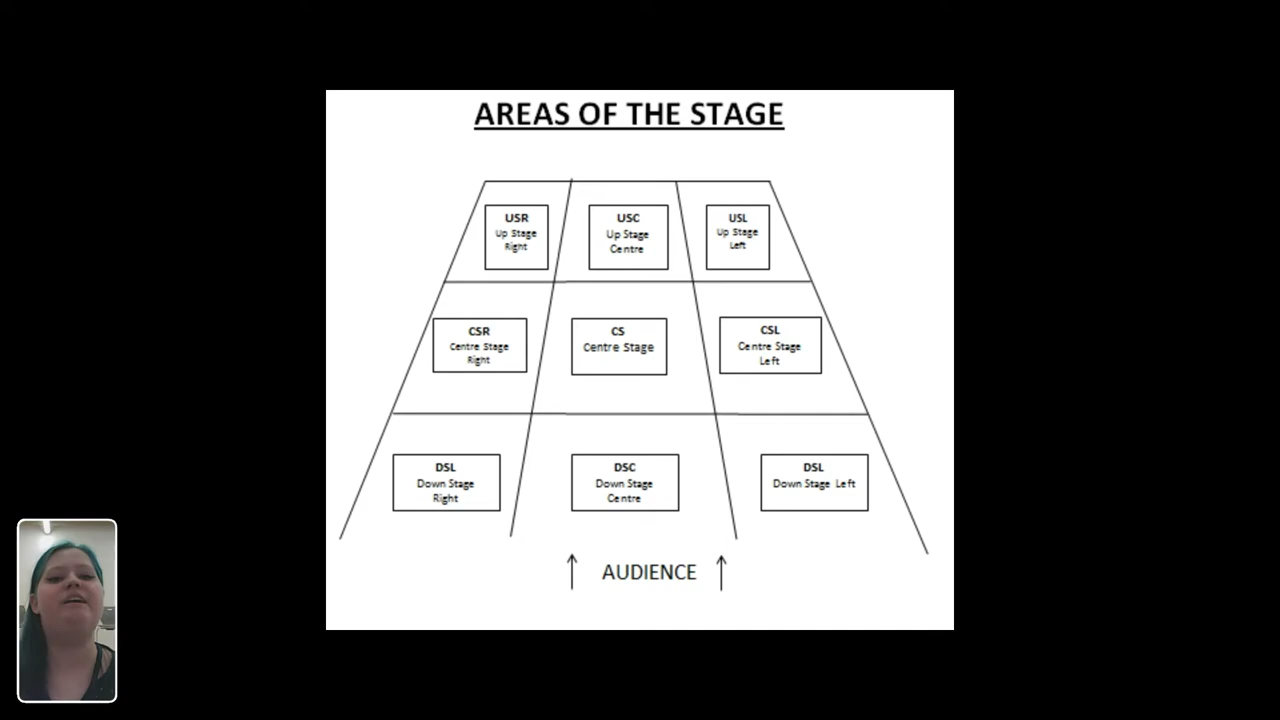 AREAS OF THE STAGE
USR
Up Stage
Right
USC
Up Stage
Centre
USL
Up Stage
Left
CSR
Centre Stage
Right
CS
Centre Stage
CSL
Centre Stage
Left
DSL
Down Stage
Right
DSC
Down Stage
Centre
DSL
Down Stage Left
AUDIENCE